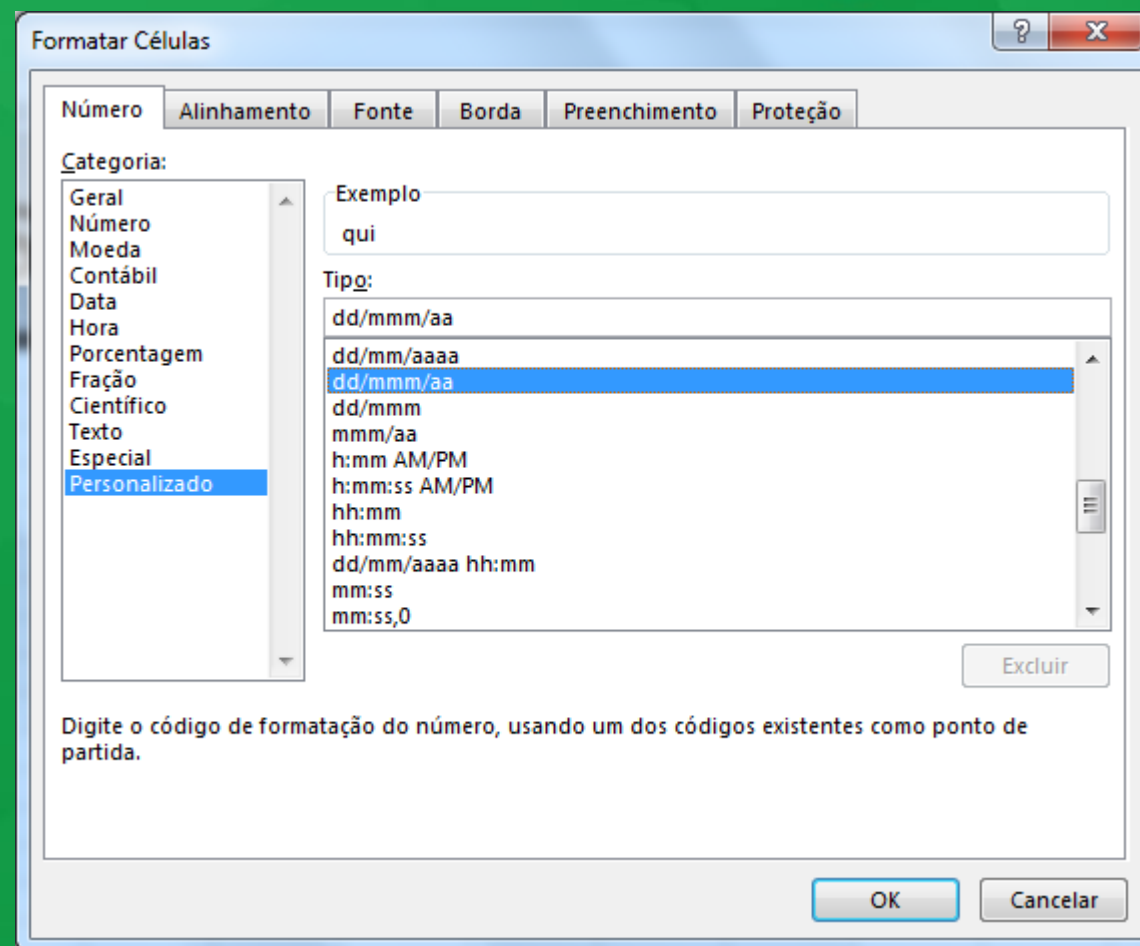 Formatar Células
Número
Alinhamento
Fonte
Borda
Preenchimento
Proteção
Categoria:
Geral
Número
Moeda
Contábil
Data
Hora
Porcentagem
Fração
Científico
Texto
Especial
Personalizado
Exemplo
qui
Tipo:
dd/mmm/aa
dd/mm/aaaa
dd/mmm/aa
dd/mmm
mmm/aa
h:mm AM/PM
h:mm:ss AM/PM
hh:mm
hh:mm:ss
dd/mm/aaaa hh:mm
mm:ss
mm:ss,0
Excluir
Digite o código de formatação do número, usando um dos códigos existentes como ponto de
partida.
OK
Cancelar